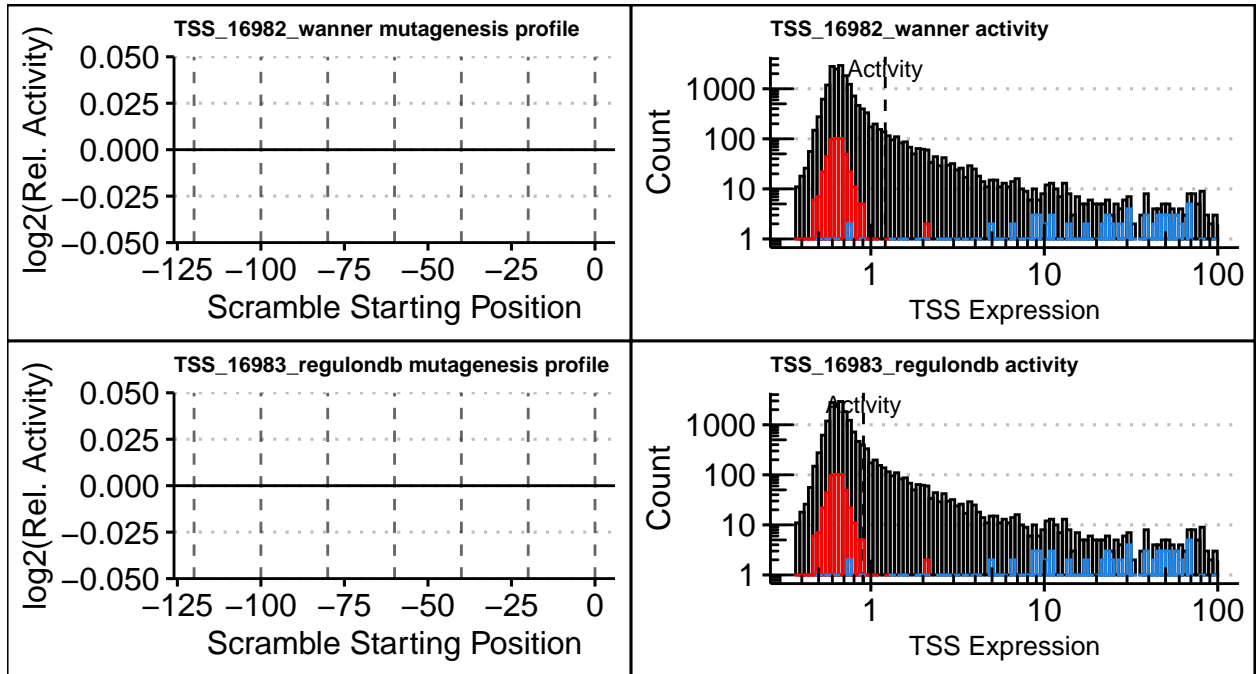 TSS_16982_wanner mutagenesis profile
log2(Rel. Activity)
0.050
0.025
0.000
−0.025
−0.050
−125 −100 −75 −50 −25 0
Scramble Starting Position
TSS_16982_wanner activity
Activity
Count
1000
100
10
1
1 10 100
TSS Expression
TSS_16983_regulondb mutagenesis profile
log2(Rel. Activity)
0.050
0.025
0.000
−0.025
−0.050
−125 −100 −75 −50 −25 0
Scramble Starting Position
TSS_16983_regulondb activity
Activity
Count
1000
100
10
1
1 10 100
TSS Expression